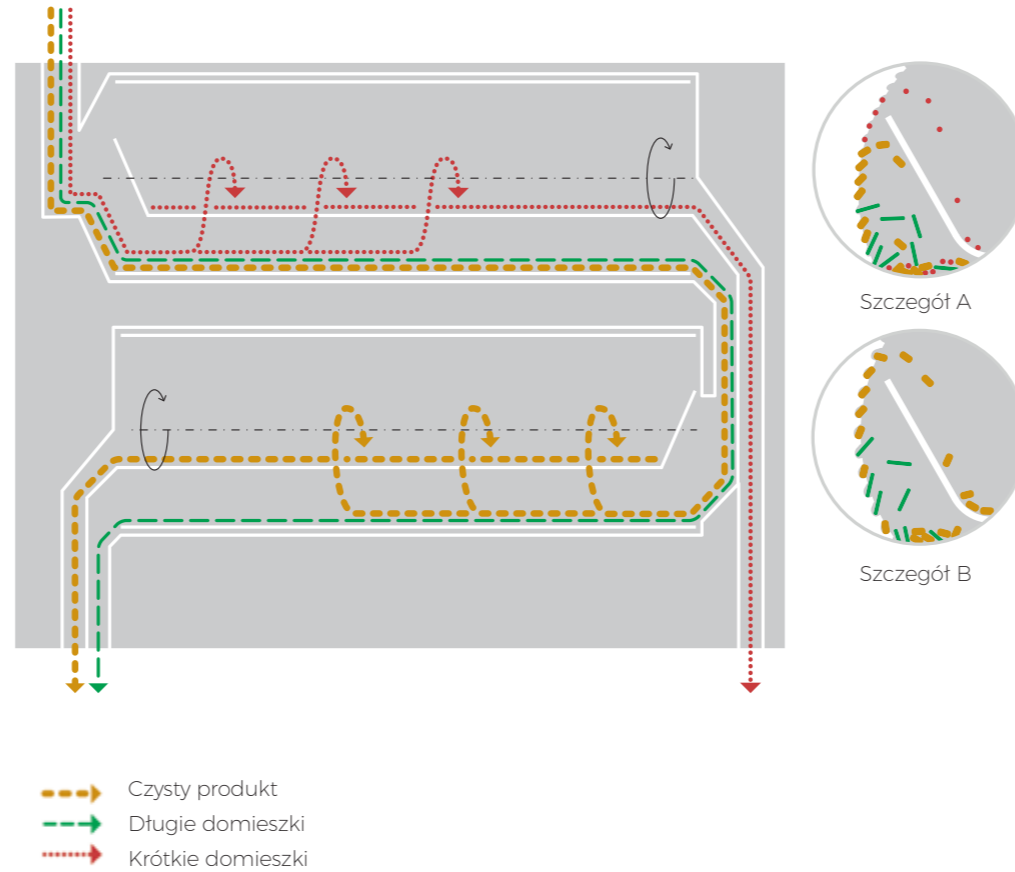 Szczegół A
Szczegół B
Czysty produkt
Długie domieszki
Krótkie domieszki